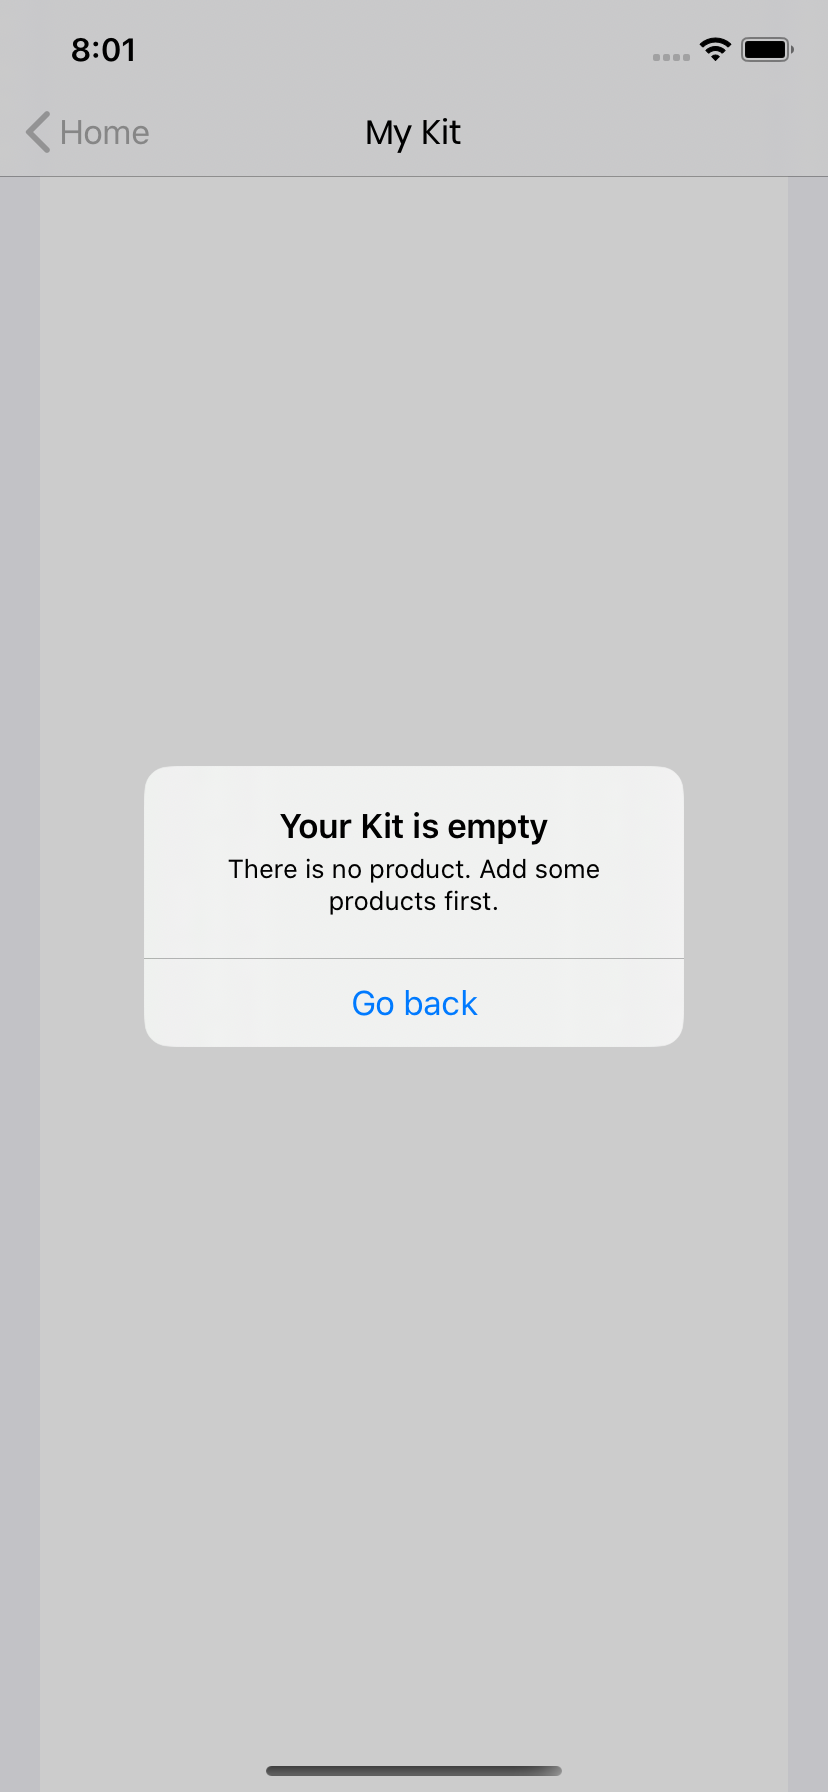 8:01
Home
My Kit
Your Kit is empty
There is no product. Add some
products first.
Go back